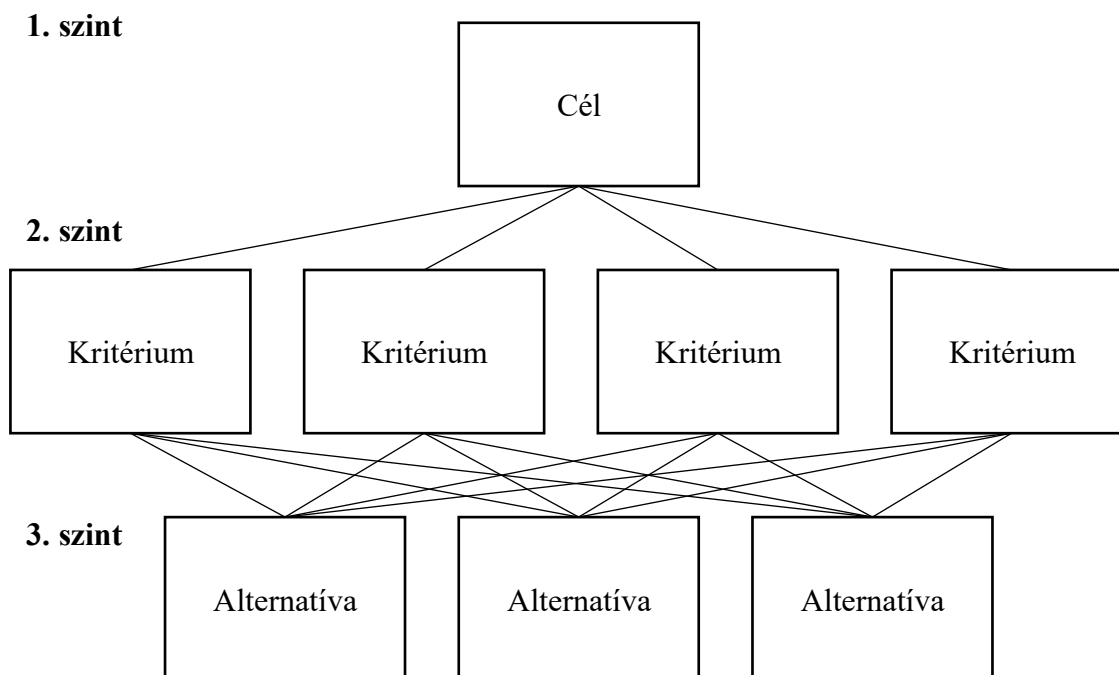 1. szint
Cél
2. szint
Kritérium
Kritérium
Kritérium
Kritérium
3. szint
Alternatíva
Alternatíva
Alternatíva